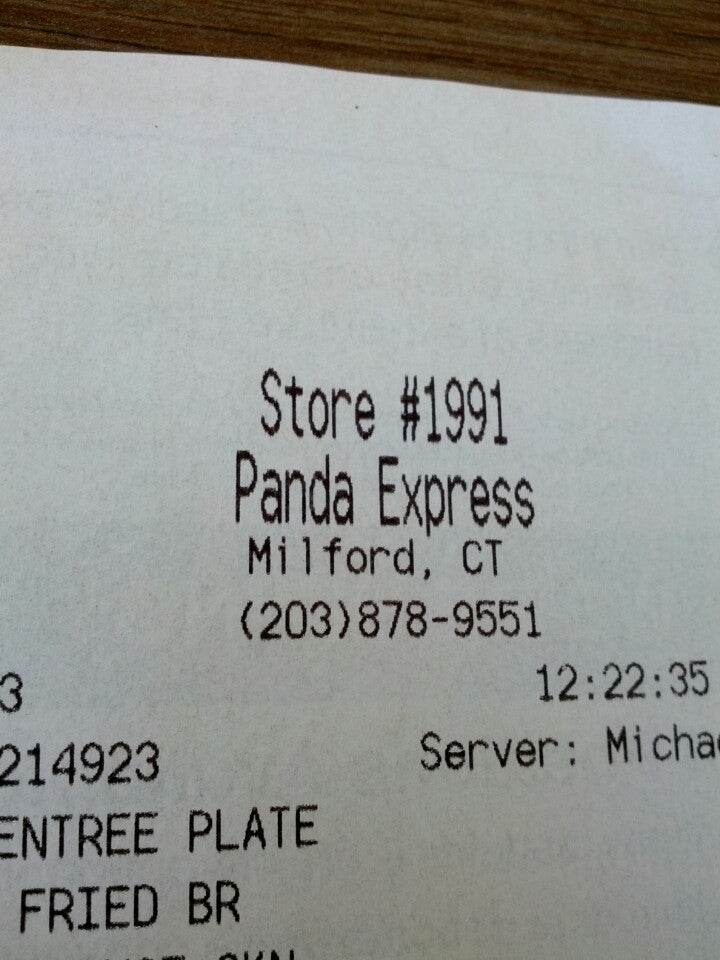 Store #1991
Panda Express
Milford, CT
(203)878-9551
3 12:22:35
214923 Server: Micha
ENTREE PLATE
FRIED BR